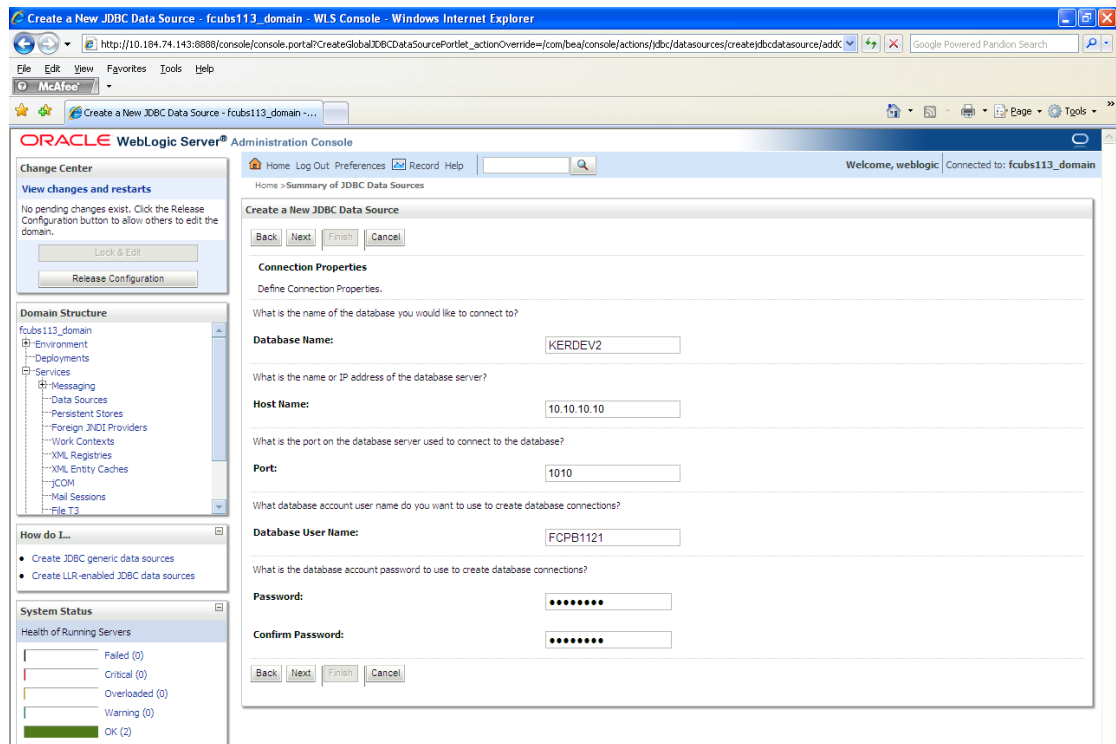 Create a New JDBC Data Source - fcubs113_domain - WLS Console - Windows Internet Explorer
http://10.184.74.143:8888/console/console.portal?CreateGlobalJDBCDataSourcePortlet_actionOverride=/com/bea/console/actions/jdbc/datasources/createjdbcdatasource/addC
Google Powered Pandion Search
File Edit View Favorites Tools Help
McAfee
Create a New JDBC Data Source - fcubs113_domain -...
Page Tools
ORACLE WebLogic Server® Administration Console
Change Center
View changes and restarts
No pending changes exist. Click the Release
Configuration button to allow others to edit the
domain.
Lock & Edit
Release Configuration
Domain Structure
fcubs113_domain
Environment
Deployments
Services
Messaging
Data Sources
Persistent Stores
Foreign JNDI Providers
Work Contexts
XML Registries
XML Entity Caches
jCOM
Mail Sessions
File T3
How do I...
Create JDBC generic data sources
Create LLR-enabled JDBC data sources
System Status
Health of Running Servers
Failed (0)
Critical (0)
Overloaded (0)
Warning (0)
OK (2)
Home Log Out Preferences Record Help
Welcome, weblogic Connected to: fcubs113_domain
Home >Summary of JDBC Data Sources
Create a New JDBC Data Source
Back Next Finish Cancel
Connection Properties
Define Connection Properties.
What is the name of the database you would like to connect to?
Database Name: KERDEV2
What is the name or IP address of the database server?
Host Name: 10.10.10.10
What is the port on the database server used to connect to the database?
Port: 1010
What database account user name do you want to use to create database connections?
Database User Name: FCPB1121
What is the database account password to use to create database connections?
Password: ●●●●●●●●
Confirm Password: ●●●●●●●●
Back Next Finish Cancel